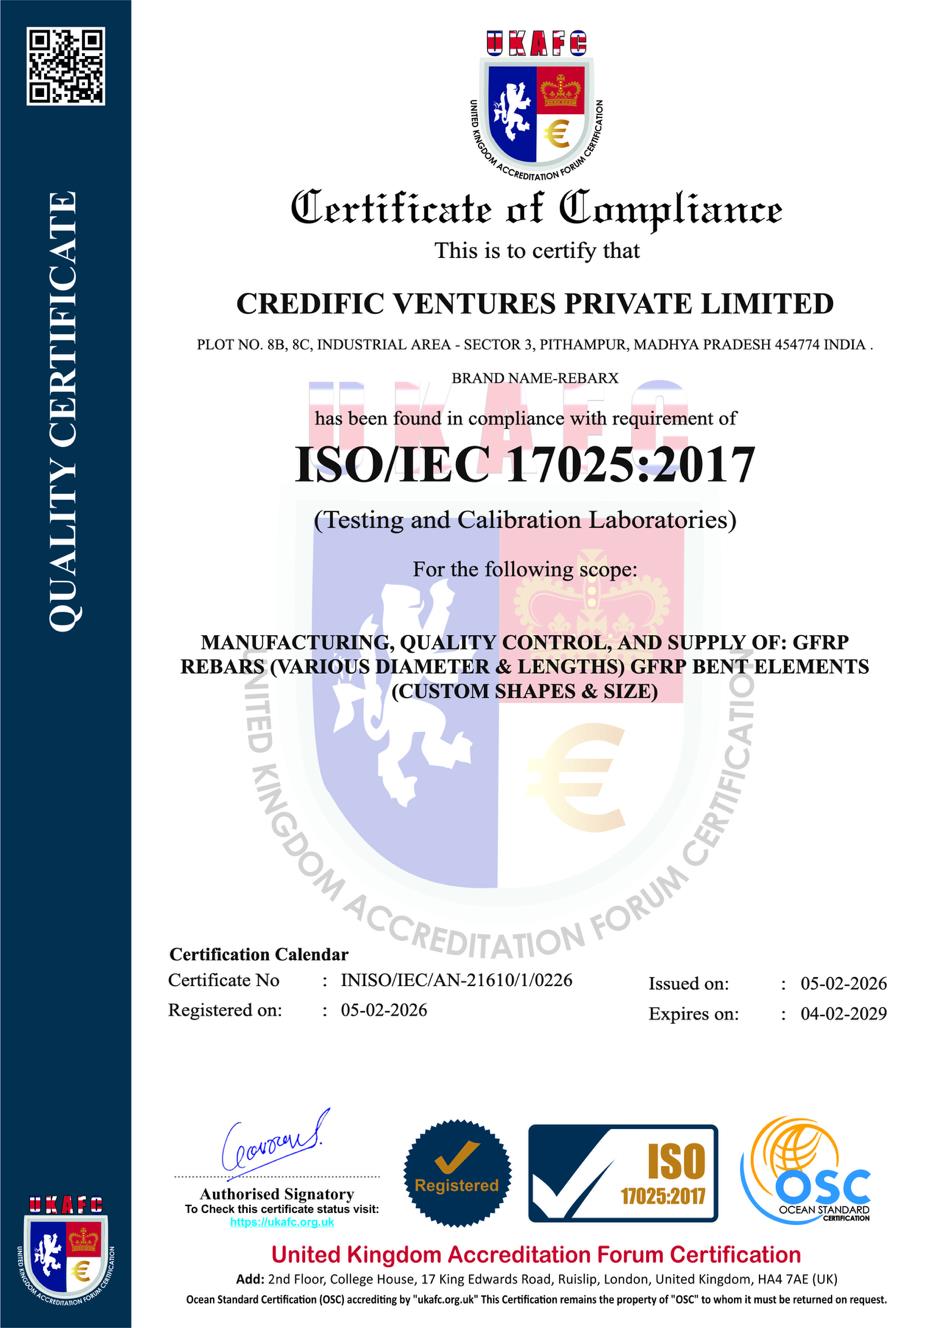 UKAFC
UNITED KINGDOM ACCREDITATION FORUM CERTIFICATION
QUALITY CERTIFICATE
Certificate of Compliance
This is to certify that
CREDIFIC VENTURES PRIVATE LIMITED
PLOT NO. 8B, 8C, INDUSTRIAL AREA - SECTOR 3, PITHAMPUR, MADHYA PRADESH 454774 INDIA .
BRAND NAME-REBARX
has been found in compliance with requirement of
UKAFC
ISO/IEC 17025:2017
(Testing and Calibration Laboratories)
For the following scope:
MANUFACTURING, QUALITY CONTROL, AND SUPPLY OF: GFRP
REBARS (VARIOUS DIAMETER & LENGTHS) GFRP BENT ELEMENTS
(CUSTOM SHAPES & SIZE)
UNITED KINGDOM ACCREDITATION FORUM CERTIFICATION
Certification Calendar
Certificate No : INISO/IEC/AN-21610/1/0226
Issued on: : 05-02-2026
Registered on: : 05-02-2026
Expires on: : 04-02-2029
Authorised Signatory
To Check this certificate status visit:
https://ukafc.org.uk
Registered
ISO
17025:2017
OSC
OCEAN STANDARD
CERTIFICATION
UKAFC
UNITED KINGDOM ACCREDITATION FORUM CERTIFICATION
United Kingdom Accreditation Forum Certification
Add: 2nd Floor, College House, 17 King Edwards Road, Ruislip, London, United Kingdom, HA4 7AE (UK)
Ocean Standard Certification (OSC) accrediting by "ukafc.org.uk" This Certification remains the property of "OSC" to whom it must be returned on request.